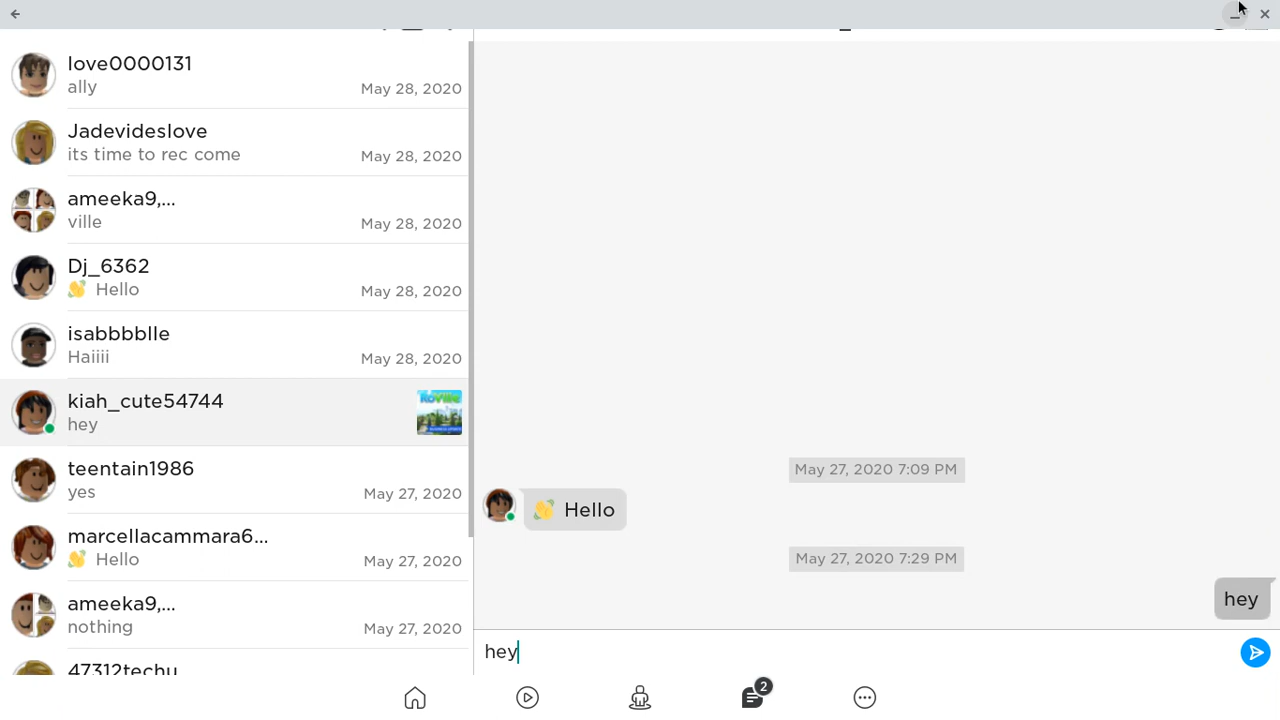 love0000131
ally
May 28, 2020
Jadevideslove
its time to rec come
May 28, 2020
ameeka9,...
ville
May 28, 2020
Dj_6362
👋 Hello
May 28, 2020
isabbbblle
Haiiii
May 28, 2020
kiah_cute54744
hey
RoVille
teentain1986
yes
May 27, 2020
marcellacammara6...
👋 Hello
May 27, 2020
ameeka9,...
nothing
May 27, 2020
47312techu
May 27, 2020 7:09 PM
👋 Hello
May 27, 2020 7:29 PM
hey
hey
2